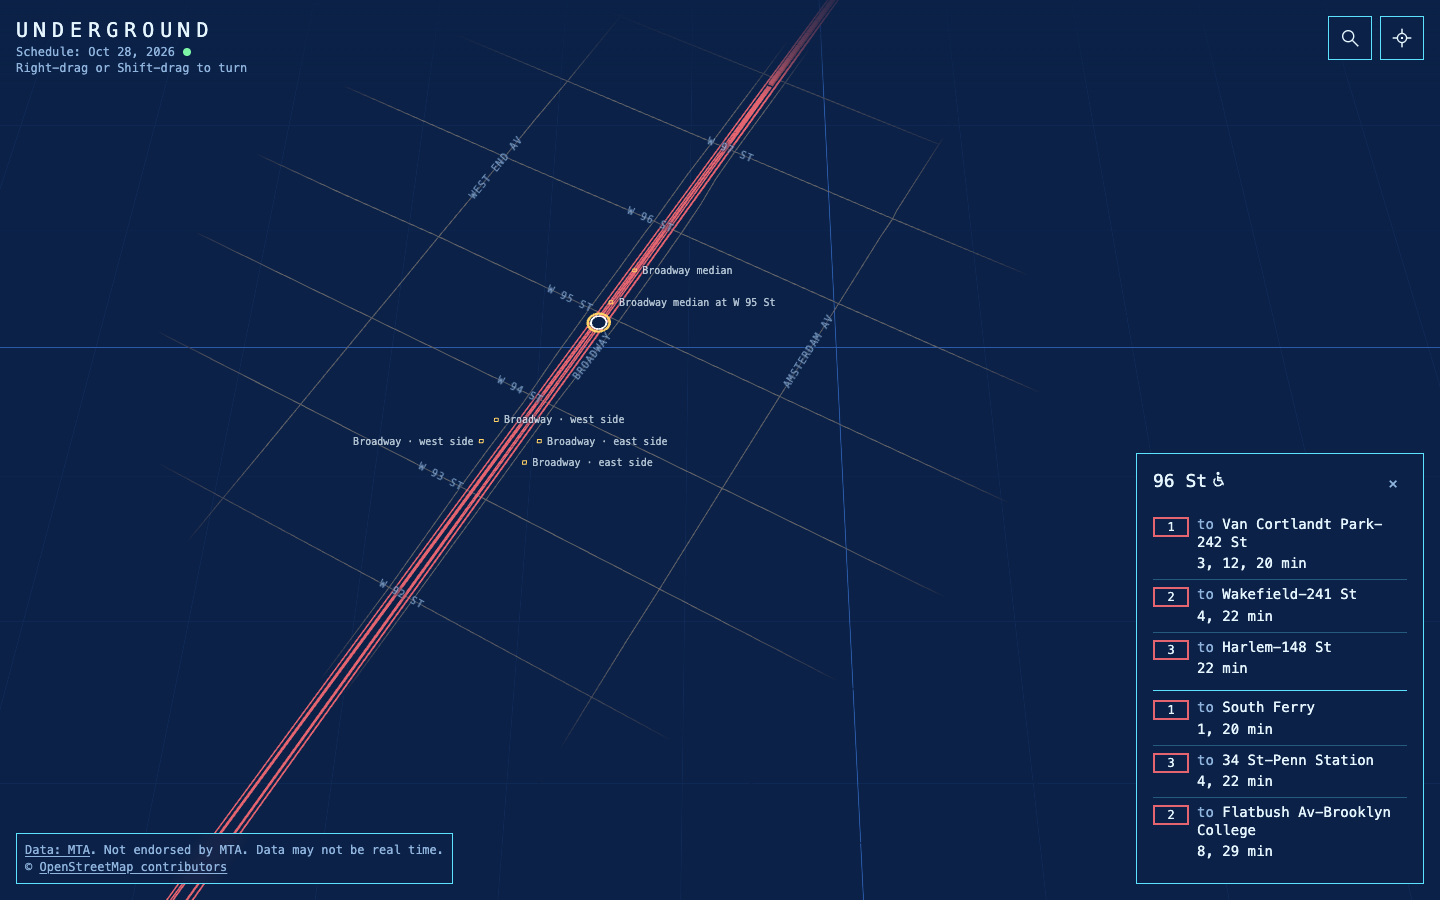 UNDERGROUND
Schedule: Oct 28, 2026
Right-drag or Shift-drag to turn
WEST END AV
W 97 ST
W 96 ST
Broadway median
W 95 ST
Broadway median at W 95 St
BROADWAY
AMSTERDAM AV
W 94 ST
Broadway · west side
Broadway · west side
Broadway · east side
Broadway · east side
W 93 ST
W 92 ST
96 St
×
1
to Van Cortlandt Park–
242 St
3, 12, 20 min
2
to Wakefield–241 St
4, 22 min
3
to Harlem–148 St
22 min
1
to South Ferry
1, 20 min
3
to 34 St–Penn Station
4, 22 min
2
to Flatbush Av–Brooklyn
College
8, 29 min
Data: MTA. Not endorsed by MTA. Data may not be real time.
© OpenStreetMap contributors